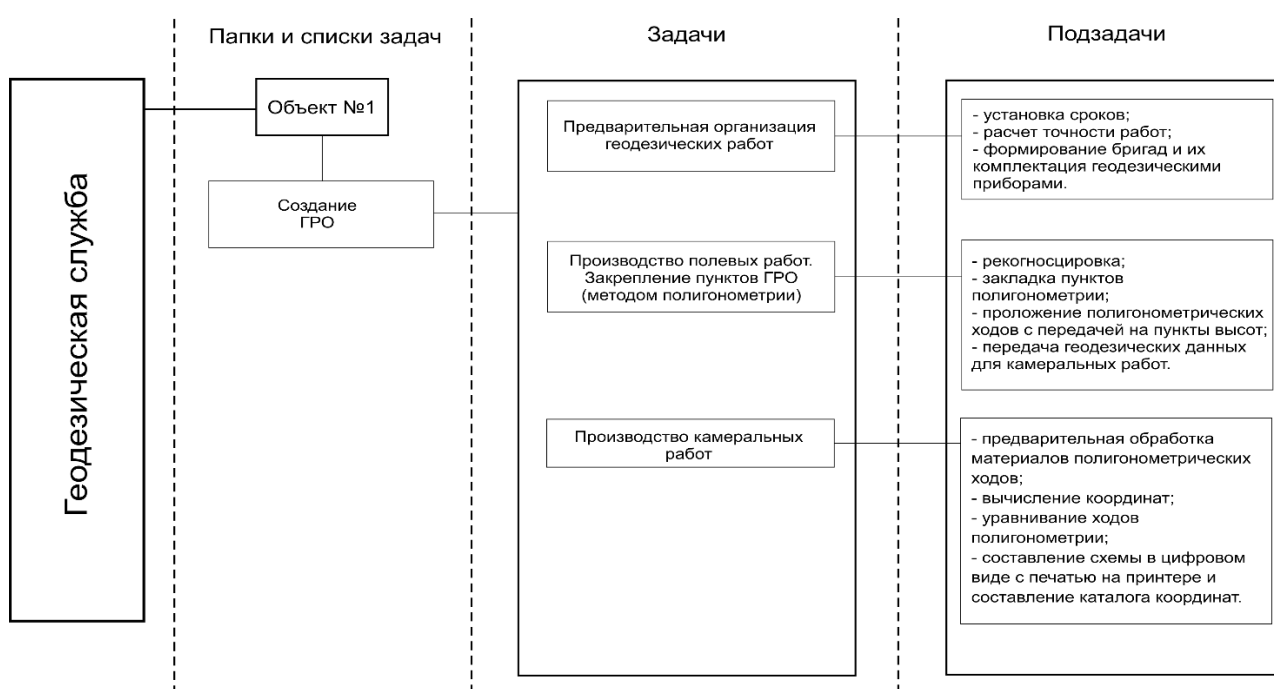 Папки и списки задач
Задачи
Подзадачи
Геодезическая служба
Объект №1
Создание
ГРО
Предварительная организация
геодезических работ
- установка сроков;
- расчет точности работ;
- формирование бригад и их
комплектация геодезическими
приборами.
Производство полевых работ.
Закрепление пунктов ГРО
(методом полигонометрии)
- рекогносцировка;
- закладка пунктов
полигонометрии;
- проложение полигонометрических
ходов с передачей на пункты высот;
- передача геодезических данных
для камеральных работ.
Производство камеральных
работ
- предварительная обработка
материалов полигонометрических
ходов;
- вычисление координат;
- уравнивание ходов
полигонометрии;
- составление схемы в цифровом
виде с печатью на принтере и
составление каталога координат.